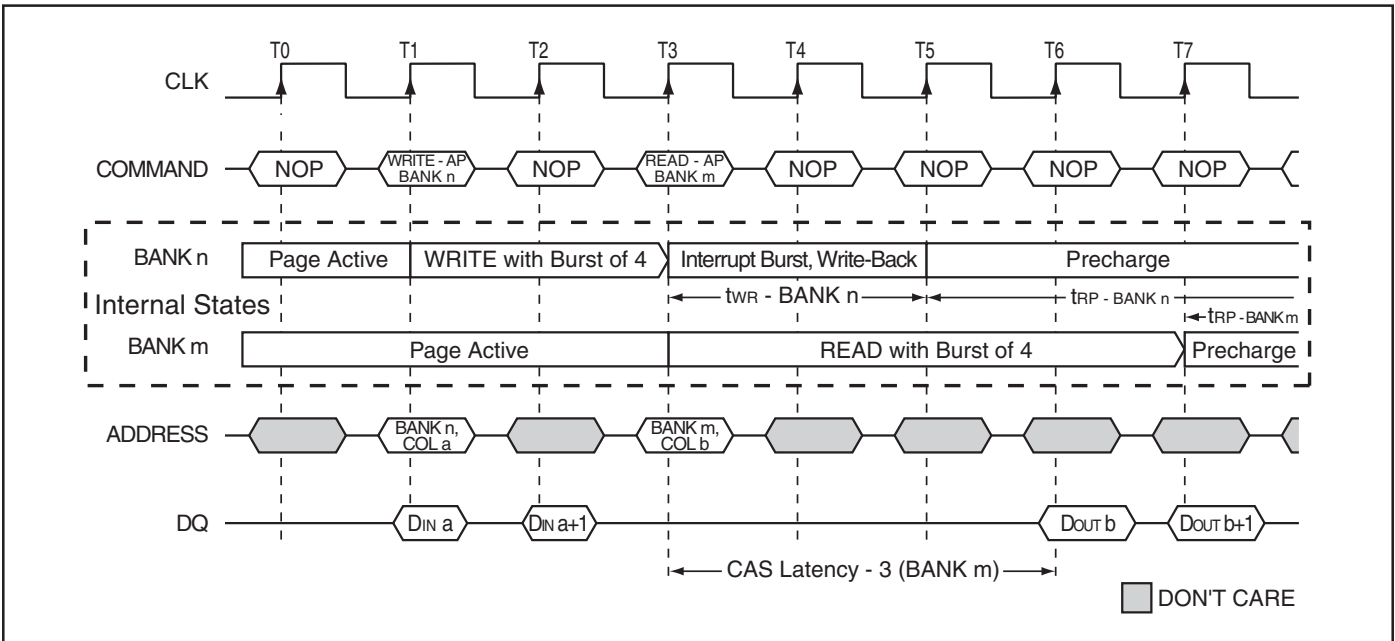 T0 T1 T2 T3 T4 T5 T6 T7
CLK
COMMAND NOP WRITE - AP BANK n NOP READ - AP BANK m NOP NOP NOP NOP
BANK n Page Active WRITE with Burst of 4 Interrupt Burst, Write-Back Precharge
tWR - BANK n tRP - BANK n
Internal States
tRP - BANK m
BANK m Page Active READ with Burst of 4 Precharge
ADDRESS BANK n, COL a BANK m, COL b
DQ DIN a DIN a+1 DOUT b DOUT b+1
CAS Latency - 3 (BANK m)
DON'T CARE